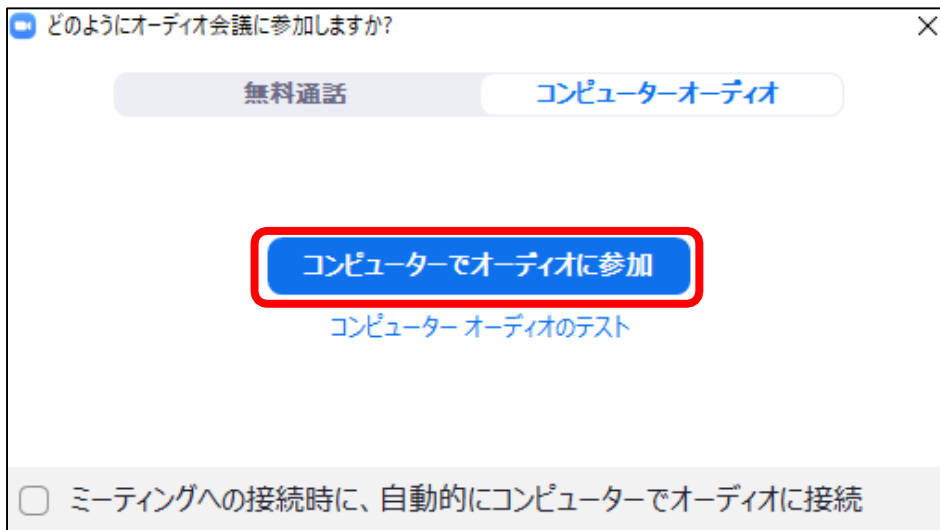 どのようにオーディオ会議に参加しますか?
無料通話
コンピューターオーディオ
コンピューターでオーディオに参加
コンピューター オーディオのテスト
ミーティングへの接続時に、自動的にコンピューターでオーディオに接続